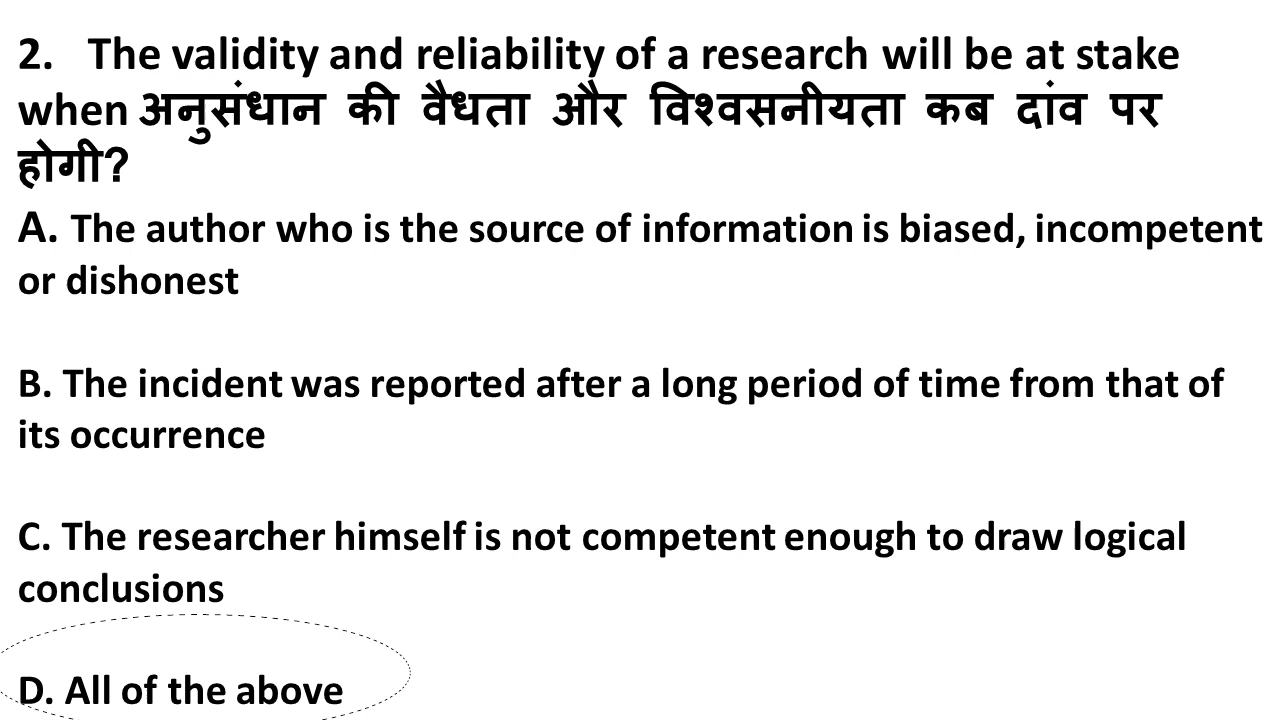 2. The validity and reliability of a research will be at stake
when अनुसंधान की वैधता और विश्वसनीयता कब दांव पर
होगी?
A. The author who is the source of information is biased, incompetent
or dishonest
B. The incident was reported after a long period of time from that of
its occurrence
C. The researcher himself is not competent enough to draw logical
conclusions
D. All of the above